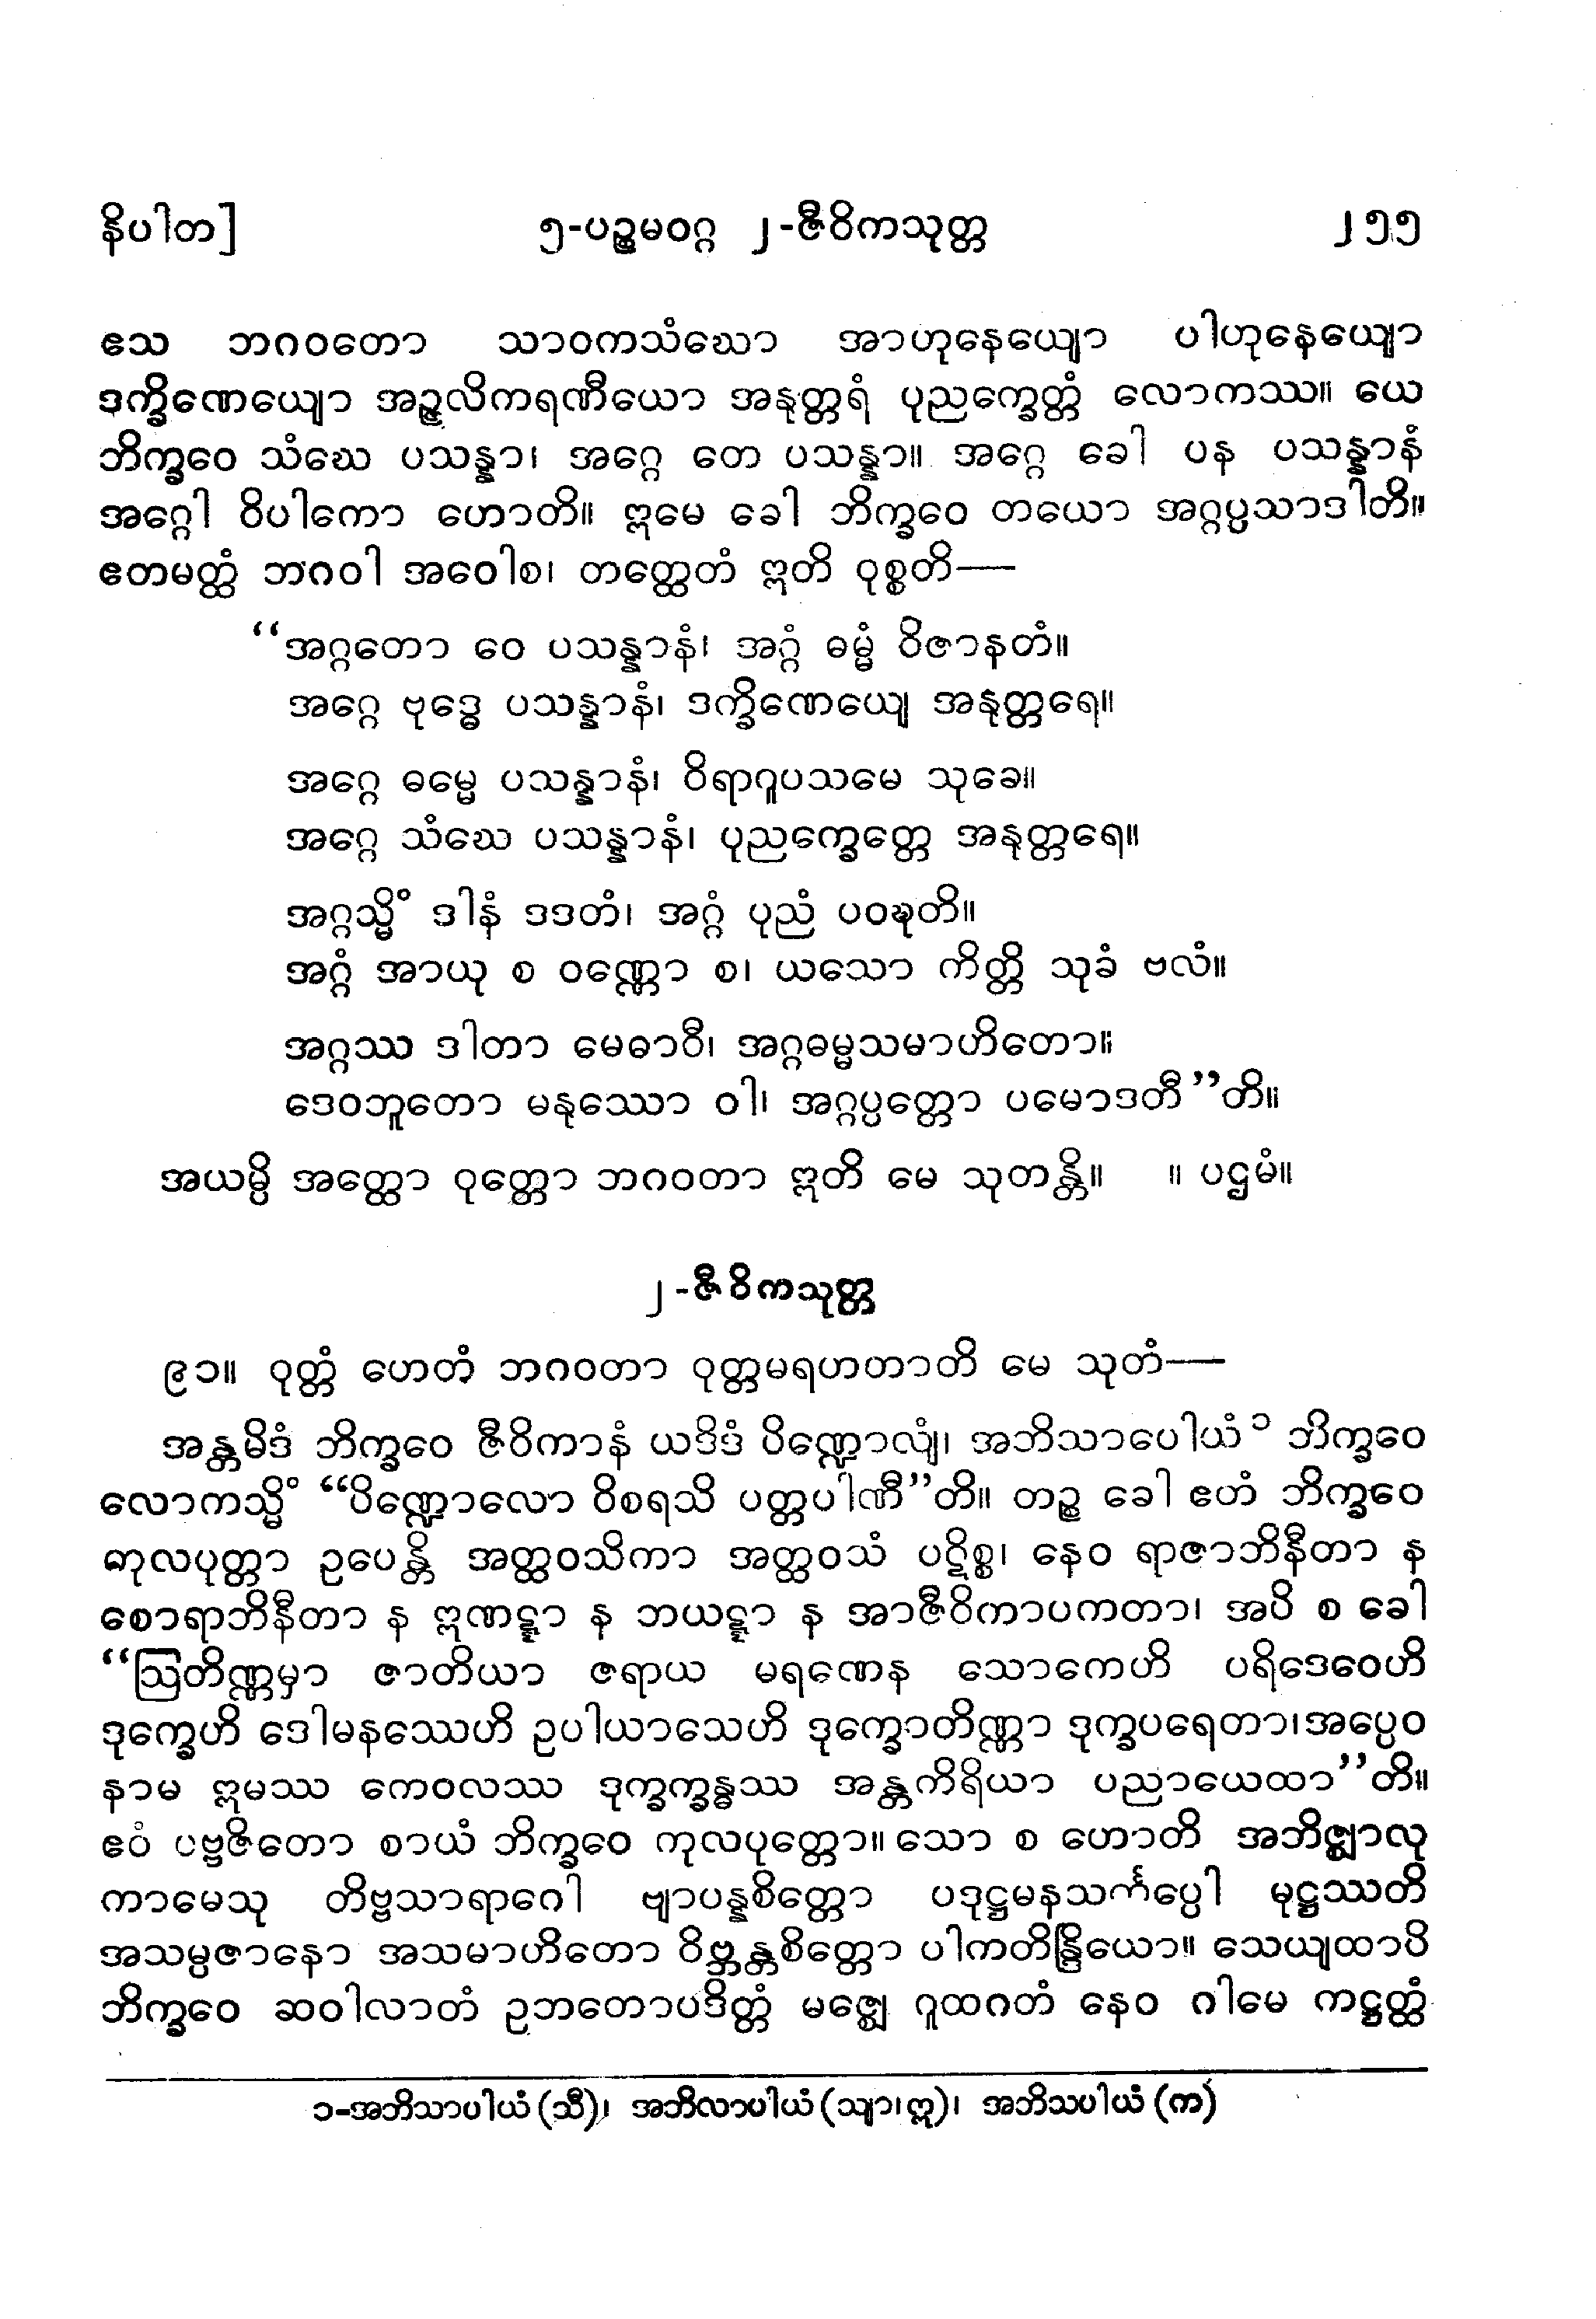 နိပါတ] ၅-ပဉ္စမဝဂ္ဂ ၂-ဇီဝိကသုတ္တ ၂၅၅
ဧသ ဘဂဝတော သာဝကသံဃော အာဟုနေယျော ပါဟုနေယျော
ဒက္ခိဏေယျော အဉ္ဇလိကရဏီယော အနုတ္တရံ ပုညက္ခေတ္တံ လောကဿ။ ယေ
ဘိက္ခဝေ သံဃေ ပသန္နာ၊ အဂ္ဂေ တေ ပသန္နာ။ အဂ္ဂေ ခေါ ပန ပသန္နာနံ
အဂ္ဂေါ ဝိပါကော ဟောတိ။ ဣမေ ခေါ ဘိက္ခဝေ တယော အဂ္ဂပ္ပသာဒါတိ။
ဧတမတ္ထံ ဘဂဝါ အဝေါစ၊ တတ္ထေတံ ဣတိ ဝုစ္စတိ—
“အဂ္ဂတော ဝေ ပသန္နာနံ၊ အဂ္ဂံ ဓမ္မံ ဝိဇာနတံ။
အဂ္ဂေ ဗုဒ္ဓေ ပသန္နာနံ၊ ဒက္ခိဏေယျေ အနုတ္တရေ။
အဂ္ဂေ ဓမ္မေ ပသန္နာနံ၊ ဝိရာဂူပသမေ သုခေ။
အဂ္ဂေ သံဃေ ပသန္နာနံ၊ ပုညက္ခေတ္တေ အနုတ္တရေ။
အဂ္ဂသ္မိံ ဒါနံ ဒဒတံ၊ အဂ္ဂံ ပုညံ ပဝဍ္ဎတိ။
အဂ္ဂံ အာယု စ ဝဏ္ဏော စ၊ ယသော ကိတ္တိ သုခံ ဗလံ။
အဂ္ဂဿ ဒါတာ မေဓာဝီ၊ အဂ္ဂဓမ္မသမာဟိတော။
ဒေဝဘူတော မနုဿော ဝါ၊ အဂ္ဂပ္ပတ္တော ပမောဒတီ”တိ။
အယမ္ပိ အတ္ထော ဝုတ္တော ဘဂဝတာ ဣတိ မေ သုတန္တိ။ ။ ပဌမံ။
၂-ဇီဝိကသုတ္တ
၉၁။ ဝုတ္တံ ဟေတံ ဘဂဝတာ ဝုတ္တမရဟတာတိ မေ သုတံ—
အန္တမိဒံ ဘိက္ခဝေ ဇီဝိကာနံ ယဒိဒံ ပိဏ္ဍောလျံ၊ အဘိသာပေါယံ၁ ဘိက္ခဝေ
လောကသ္မိံ “ပိဏ္ဍောလော ဝိစရသိ ပတ္တပါဏီ”တိ။ တဉ္စ ခေါ ဧတံ ဘိက္ခဝေ
ကုလပုတ္တာ ဥပေန္တိ အတ္ထဝသိကာ အတ္ထဝသံ ပဋိစ္စ၊ နေဝ ရာဇာဘိနီတာ န
စောရာဘိနီတာ န ဣဏဋ္ဋာ န ဘယဋ္ဋာ န အာဇီဝိကာပကတာ၊ အပိ စ ခေါ
“ဩတိဏ္ဏမှာ ဇာတိယာ ဇရာယ မရဏေန သောကေဟိ ပရိဒေဝေဟိ
ဒုက္ခေဟိ ဒေါမနဿေဟိ ဥပါယာသေဟိ ဒုက္ခောတိဏ္ဏာ ဒုက္ခပရေတာ၊အပ္ပေဝ
နာမ ဣမဿ ကေဝလဿ ဒုက္ခက္ခန္ဓဿ အန္တကိရိယာ ပညာယေထာ”တိ။
ဧဝံ ပဗ္ဗဇိတော စာယံ ဘိက္ခဝေ ကုလပုတ္တော။ သော စ ဟောတိ အဘိဇ္ဈာလု
ကာမေသု တိဗ္ဗသာရာဂေါ ဗျာပန္နစိတ္တော ပဒုဋ္ဌမနသင်္ကပ္ပေါ မုဋ္ဌဿတိ
အသမ္ပဇာနော အသမာဟိတော ဝိဗ္ဘန္တစိတ္တော ပါကတိန္ဒြိယော။ သေယျထာပိ
ဘိက္ခဝေ ဆဝါလာတံ ဥဘတောပဒိတ္တံ မဇ္ဈေ ဂူထဂတံ နေဝ ဂါမေ ကဋ္ဌတ္ထံ
၁-အဘိသာပါယံ (သီ)၊ အဘိလာပါယံ (သျာ၊ဣ)၊ အဘိသပါယံ (က)